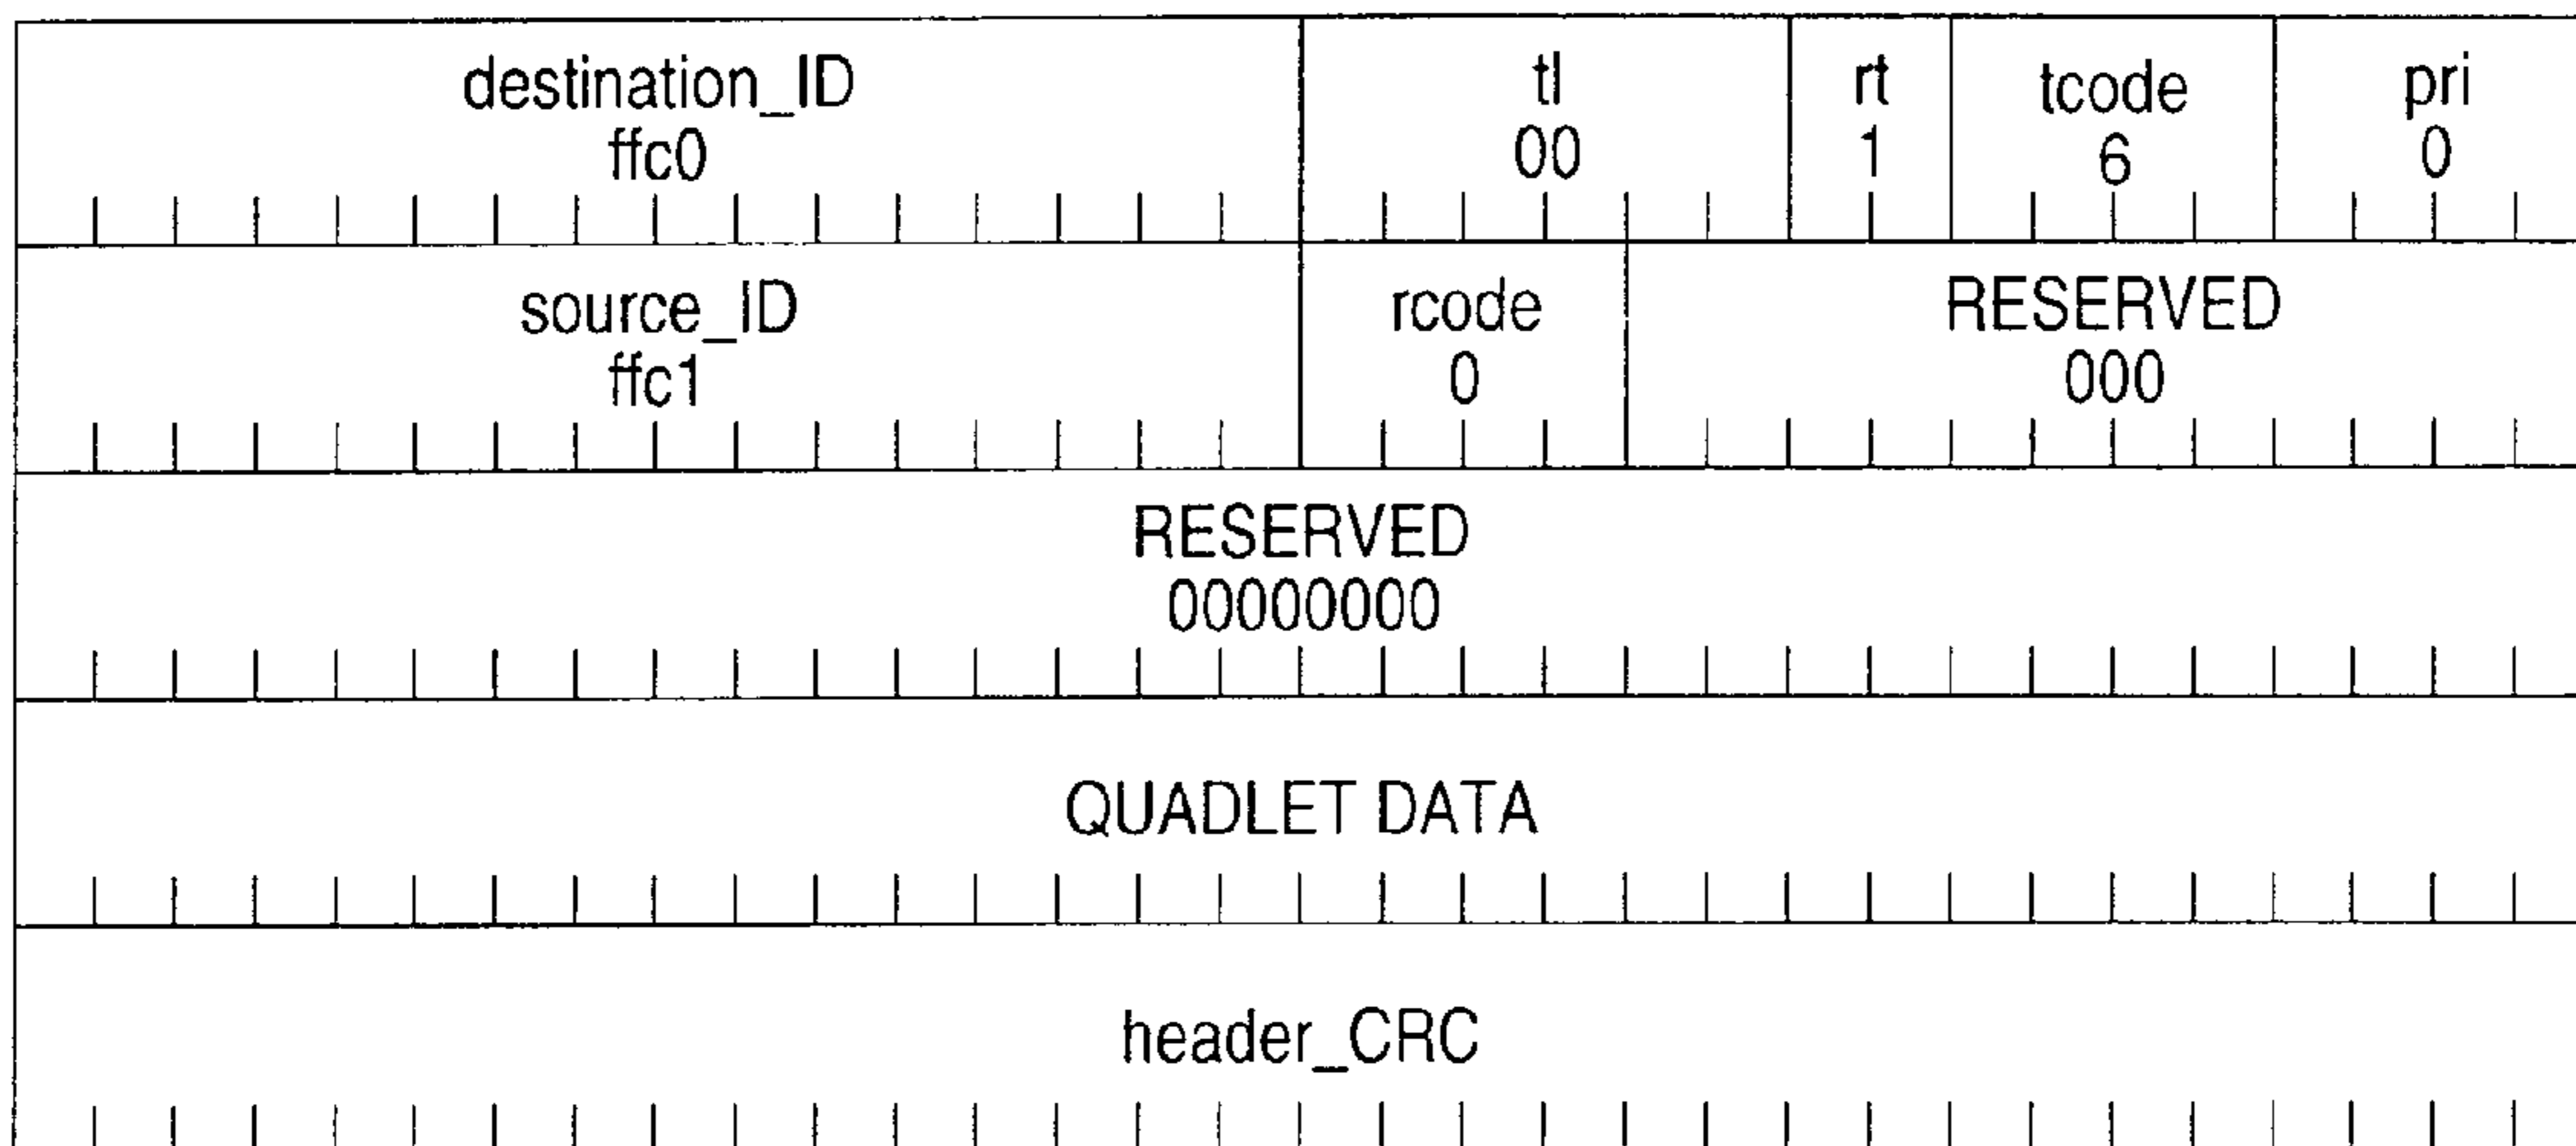 destination_ID tl rt tcode pri
ffc0 00 1 6 0
source_ID rcode RESERVED
ffc1 0 000
RESERVED
00000000
QUADLET DATA
header_CRC